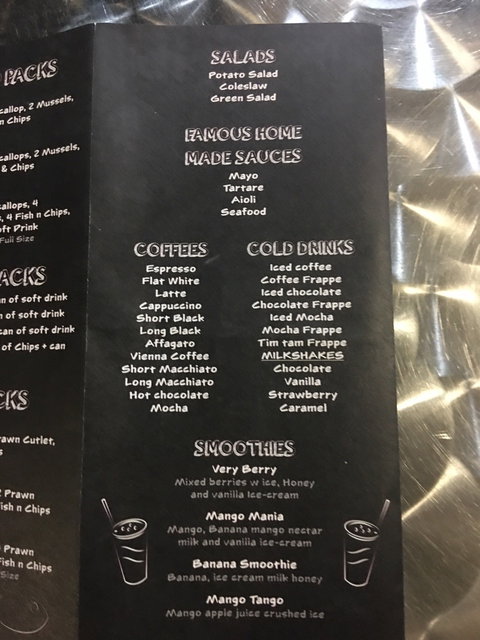 PACKS
callop, 2 Mussels,
n Chips
callops, 2 Mussels,
& Chips
callops, 4
, 4 Fish n Chips,
ft Drink
Full Size
ACKS
an of soft drink
n of soft drink
can of soft drink
of Chips + can
CKS
rawn Cutlet,
s
2 Prawn
ish n Chips
Prawn
Fish n Chips
Size
SALADS
Potato Salad
Coleslaw
Green Salad
FAMOUS HOME
MADE SAUCES
Mayo
Tartare
Aioli
Seafood
COFFEES
Espresso
Flat White
Latte
Cappuccino
Short Black
Long Black
Affagato
Vienna Coffee
Short Macchiato
Long Macchiato
Hot chocolate
Mocha
COLD DRINKS
Iced coffee
Coffee Frappe
Iced chocolate
Chocolate Frappe
Iced Mocha
Mocha Frappe
Tim tam Frappe
MILKSHAKES
Chocolate
Vanilla
Strawberry
Caramel
SMOOTHIES
Very Berry
Mixed berries w ice, Honey
and vanilla Ice-cream
Mango Mania
Mango, Banana mango nectar
milk and vanilla ice-cream
Banana Smoothie
Banana, ice cream milk honey
Mango Tango
Mango apple juice crushed ice